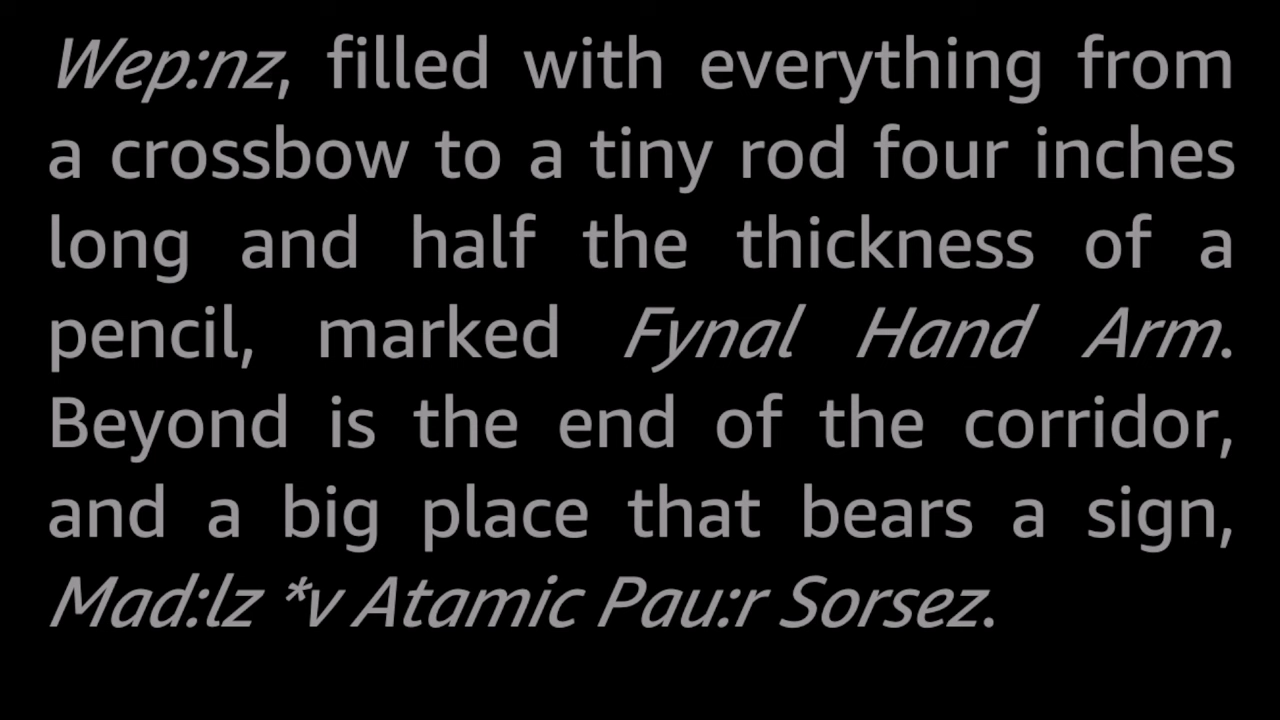 Wep:nz, filled with everything from
a crossbow to a tiny rod four inches
long and half the thickness of a
pencil, marked Fynal Hand Arm.
Beyond is the end of the corridor,
and a big place that bears a sign,
Mad:lz *v Atamic Pau:r Sorsez.